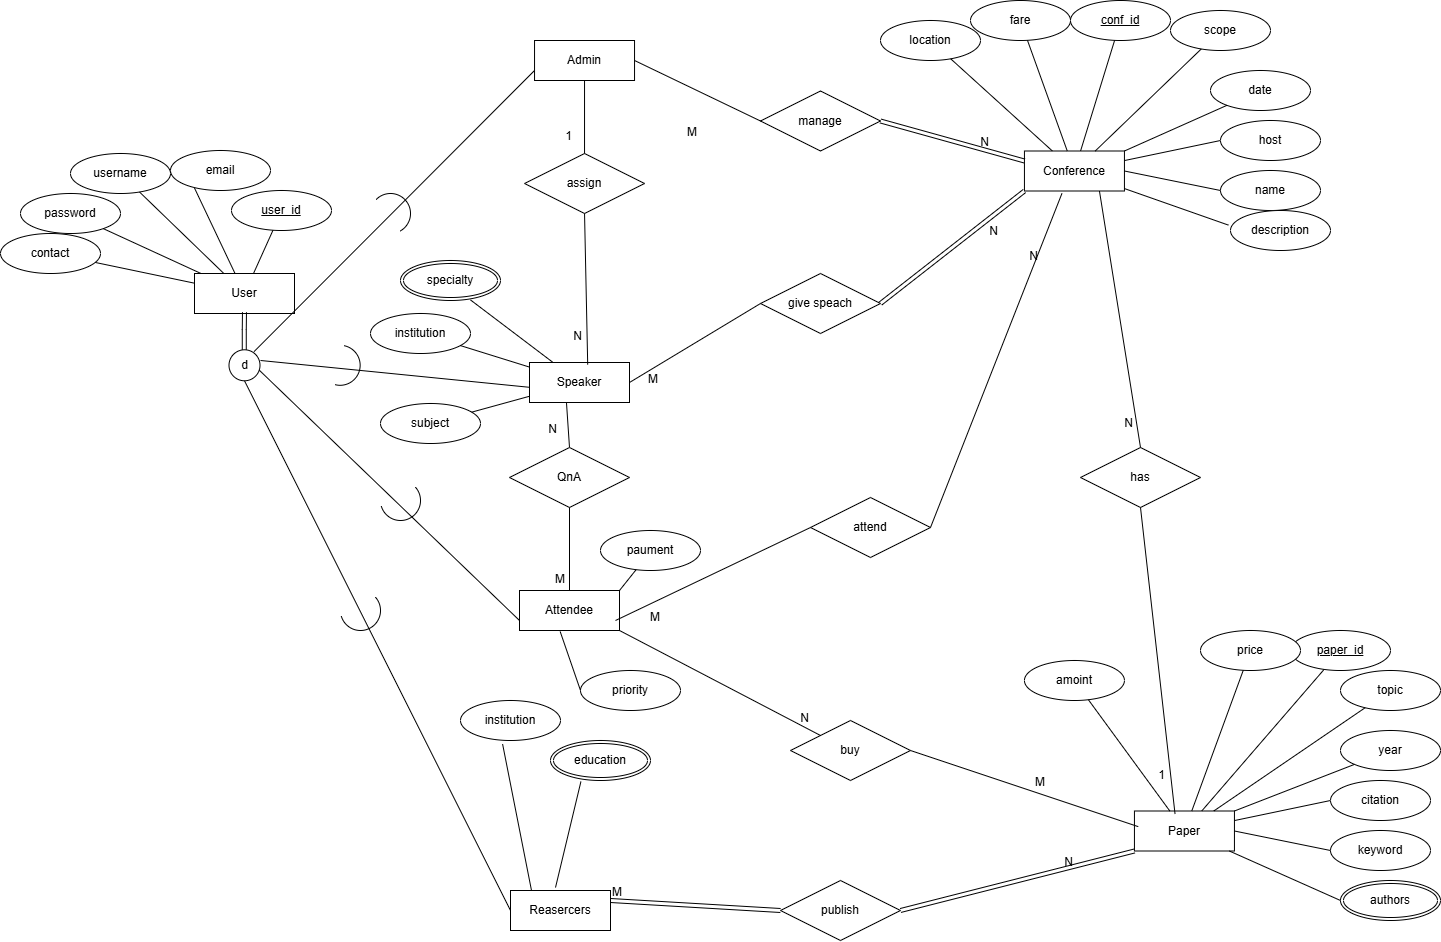 fare
conf_id
scope
location
Admin
date
manage
M
1
N
host
Conference
username
email
assign
name
user_id
password
N
description
contact
N
specialty
User
give speach
institution
N
d
Speaker
M
subject
N
N
QnA
has
attend
paument
M
Attendee
M
price
paper_id
amoint
priority
topic
institution
N
buy
year
education
1
M
citation
Paper
keyword
N
M
authors
Reasercers
publish